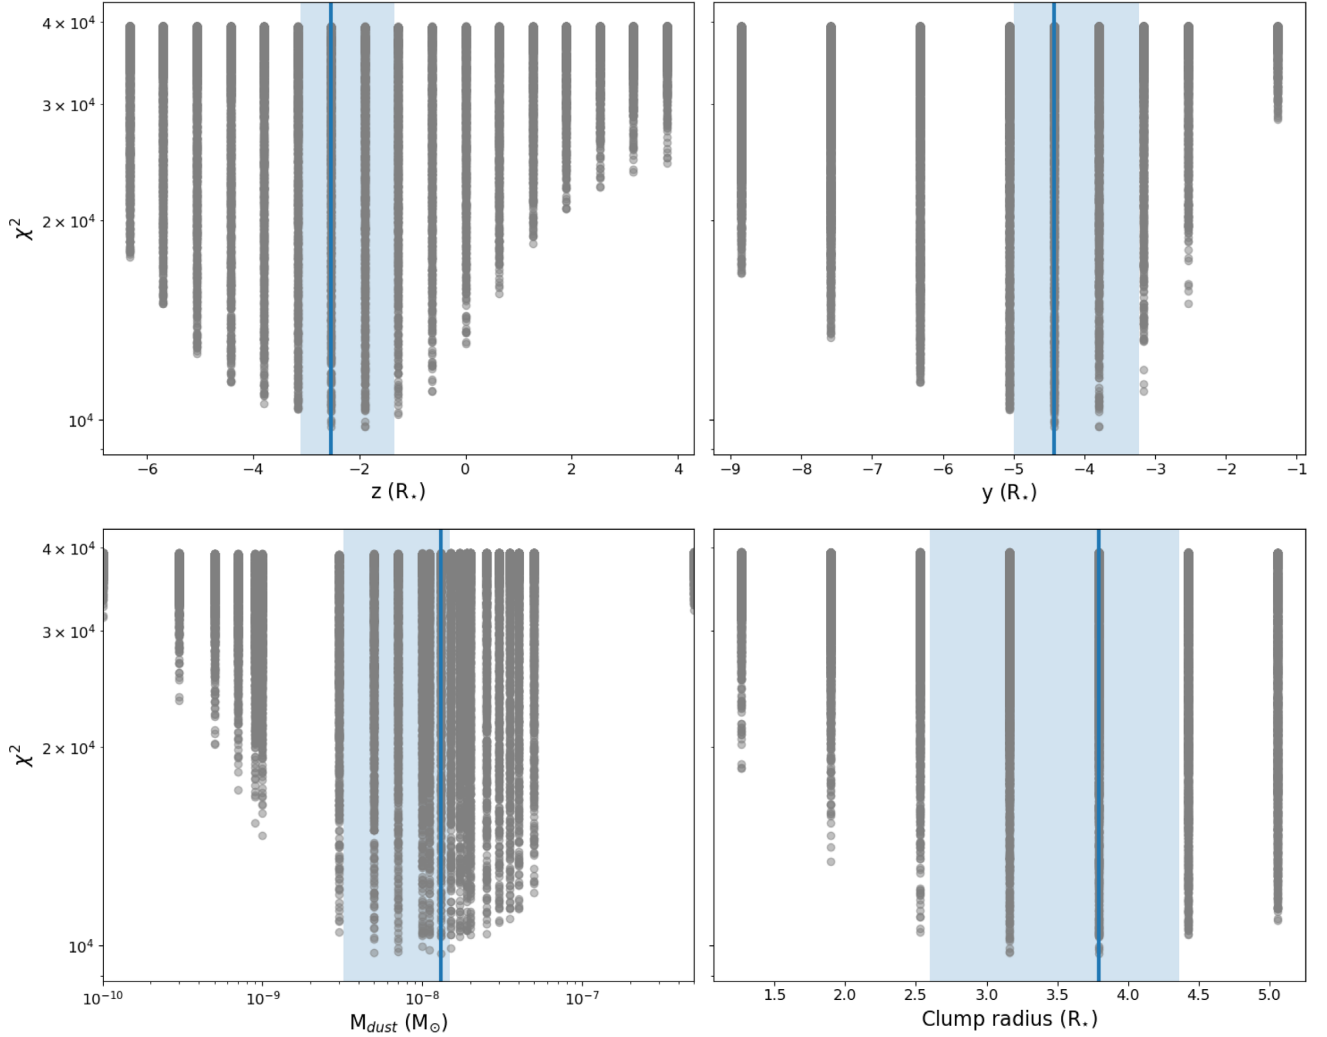 4 × 10⁴
3 × 10⁴
2 × 10⁴
10⁴
χ²
−6 −4 −2 0 2 4
z (R⋆)
−9 −8 −7 −6 −5 −4 −3 −2 −1
y (R⋆)
4 × 10⁴
3 × 10⁴
2 × 10⁴
10⁴
χ²
10⁻¹⁰ 10⁻⁹ 10⁻⁸ 10⁻⁷
M_dust (M⊙)
1.5 2.0 2.5 3.0 3.5 4.0 4.5 5.0
Clump radius (R⋆)